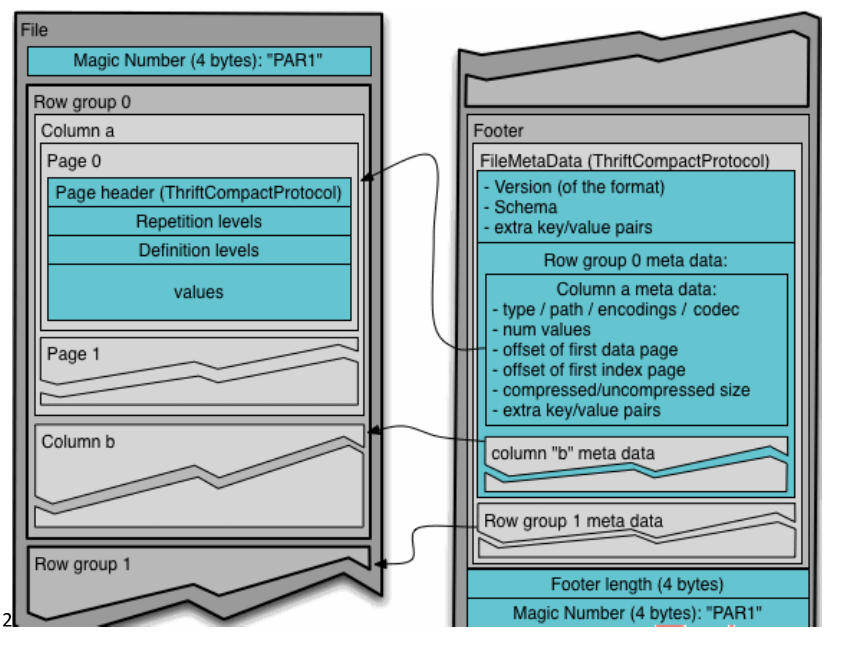 File
Magic Number (4 bytes): "PAR1"
Row group 0
Column a
Page 0
Page header (ThriftCompactProtocol)
Repetition levels
Definition levels
values
Page 1
Column b
Row group 1
2
Footer
FileMetaData (ThriftCompactProtocol)
- Version (of the format)
- Schema
- extra key/value pairs
Row group 0 meta data:
Column a meta data:
- type / path / encodings / codec
- num values
- offset of first data page
- offset of first index page
- compressed/uncompressed size
- extra key/value pairs
column "b" meta data
Row group 1 meta data
Footer length (4 bytes)
Magic Number (4 bytes): "PAR1"